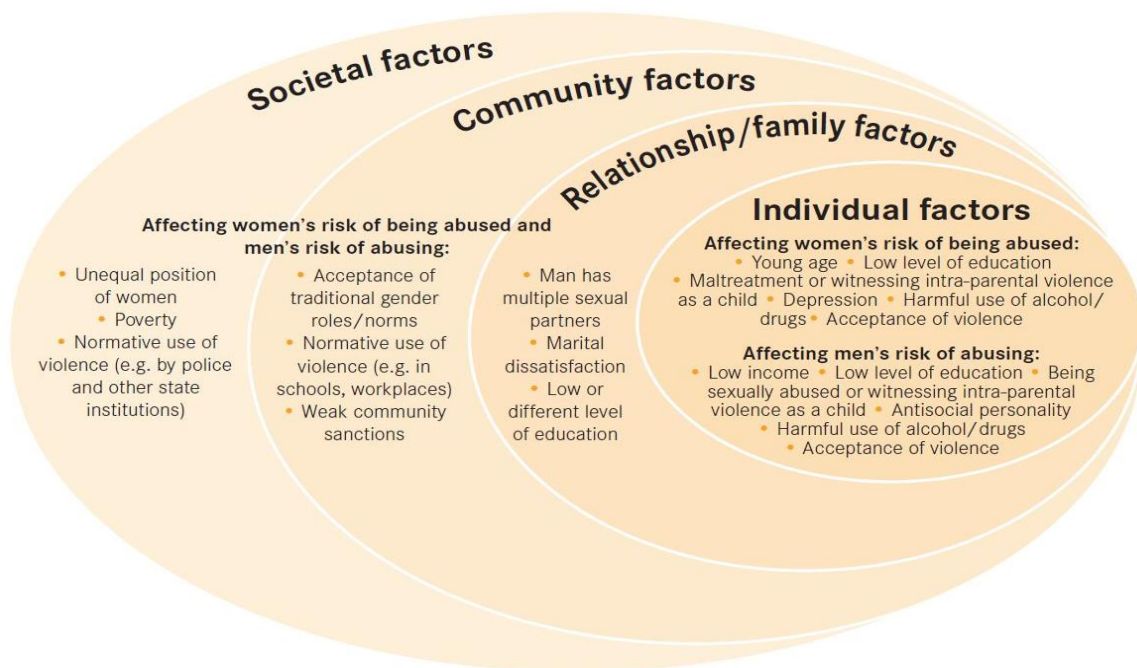 Societal factors
Community factors
Relationship/family factors
Individual factors
Affecting women's risk of being abused and
men's risk of abusing:
• Unequal position
of women
• Poverty
• Normative use of
violence (e.g. by police
and other state
institutions)
• Acceptance of
traditional gender
roles/norms
• Normative use of
violence (e.g. in
schools, workplaces)
• Weak community
sanctions
• Man has
multiple sexual
partners
• Marital
dissatisfaction
• Low or
different level
of education
Affecting women's risk of being abused:
• Young age • Low level of education
• Maltreatment or witnessing intra-parental violence
as a child • Depression • Harmful use of alcohol/
drugs • Acceptance of violence
Affecting men's risk of abusing:
• Low income • Low level of education • Being
sexually abused or witnessing intra-parental
violence as a child • Antisocial personality
• Harmful use of alcohol/drugs
• Acceptance of violence